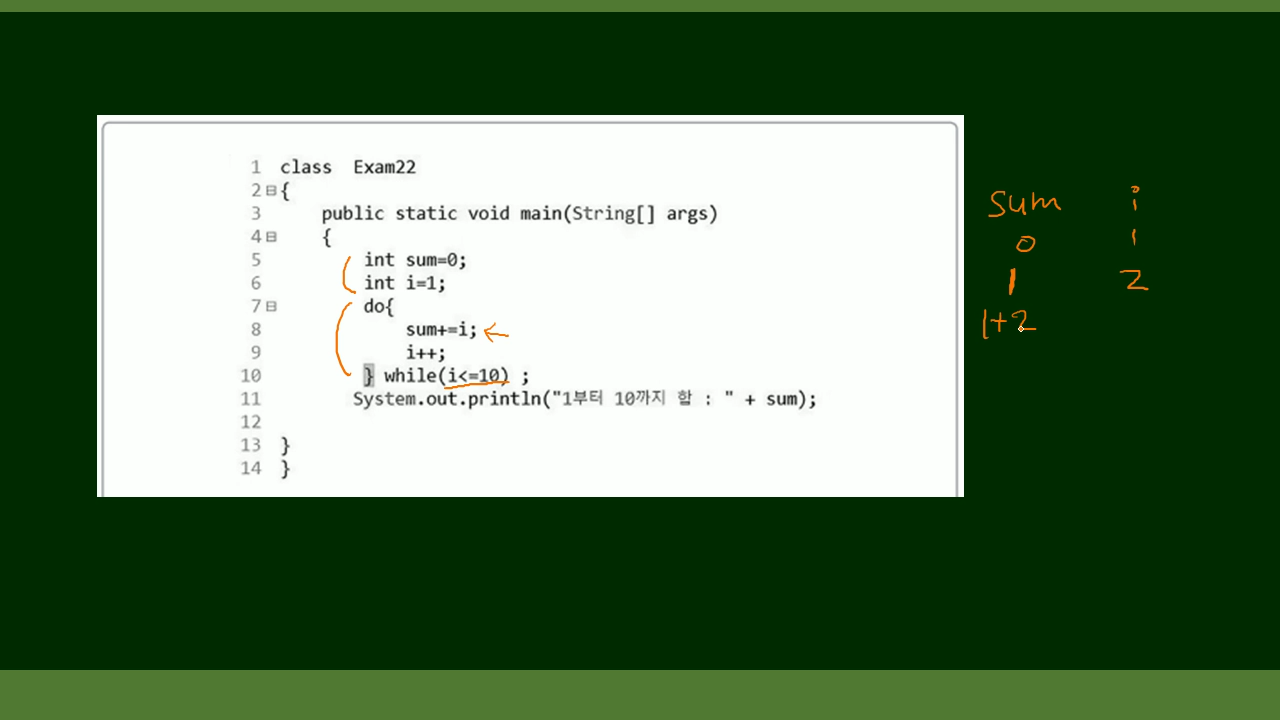 1 class Exam22
2 {
3 public static void main(String[] args)
4 {
5 int sum=0;
6 int i=1;
7 do{
8 sum+=i;
9 i++;
10 } while(i<=10) ;
11 System.out.println("1부터 10까지 합 : " + sum);
12
13 }
14 }
sum i
0 1
1 2
1+2